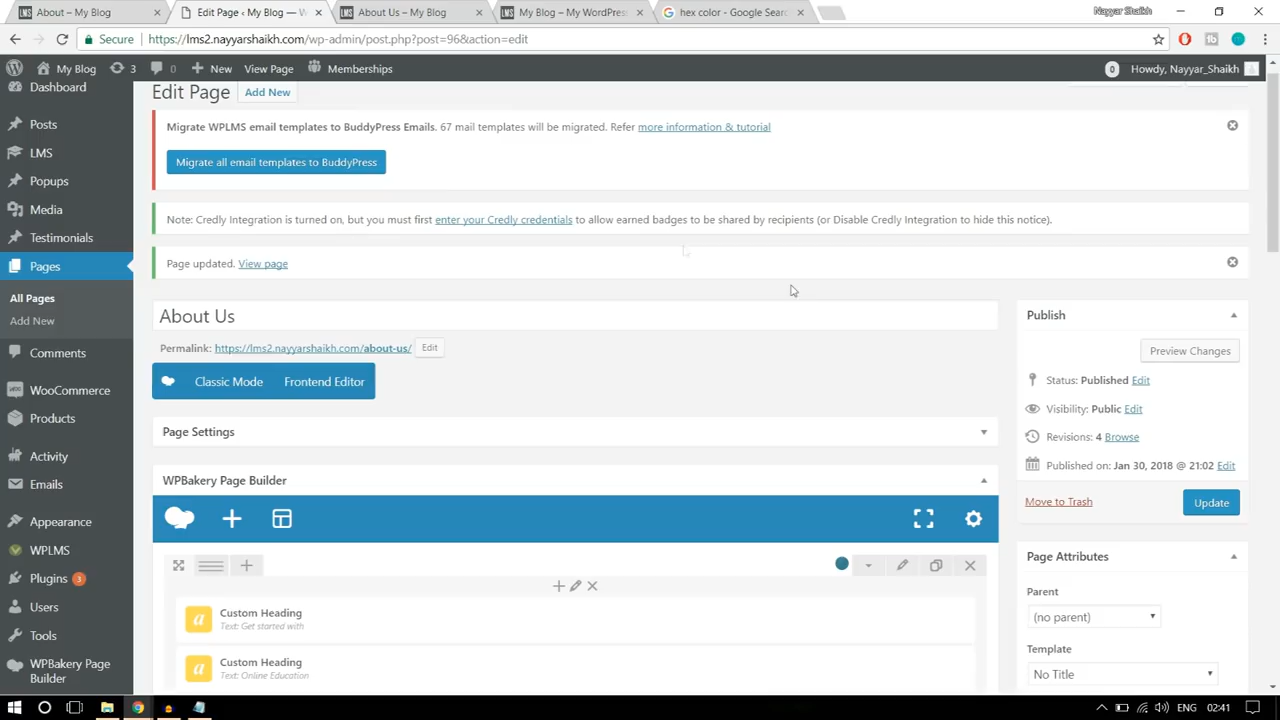 About – My Blog
Edit Page ‹ My Blog — W
About Us – My Blog
My Blog – My WordPress
hex color - Google Searc
Nayyar Shaikh
Secure https://lms2.nayyarshaikh.com/wp-admin/post.php?post=96&action=edit
My Blog 3 0 New View Page Memberships 0 Howdy, Nayyar_Shaikh
Dashboard
Posts
LMS
Popups
Media
Testimonials
Pages
All Pages
Add New
Comments
WooCommerce
Products
Activity
Emails
Appearance
WPLMS
Plugins 3
Users
Tools
WPBakery Page
Builder
Edit Page Add New
Migrate WPLMS email templates to BuddyPress Emails. 67 mail templates will be migrated. Refer more information & tutorial
Migrate all email templates to BuddyPress
Note: Credly Integration is turned on, but you must first enter your Credly credentials to allow earned badges to be shared by recipients (or Disable Credly Integration to hide this notice).
Page updated. View page
About Us
Permalink: https://lms2.nayyarshaikh.com/about-us/ Edit
Classic Mode Frontend Editor
Page Settings
WPBakery Page Builder
Custom Heading
Text: Get started with
Custom Heading
Text: Online Education
Publish
Preview Changes
Status: Published Edit
Visibility: Public Edit
Revisions: 4 Browse
Published on: Jan 30, 2018 @ 21:02 Edit
Move to Trash Update
Page Attributes
Parent
(no parent)
Template
No Title
ENG 02:41